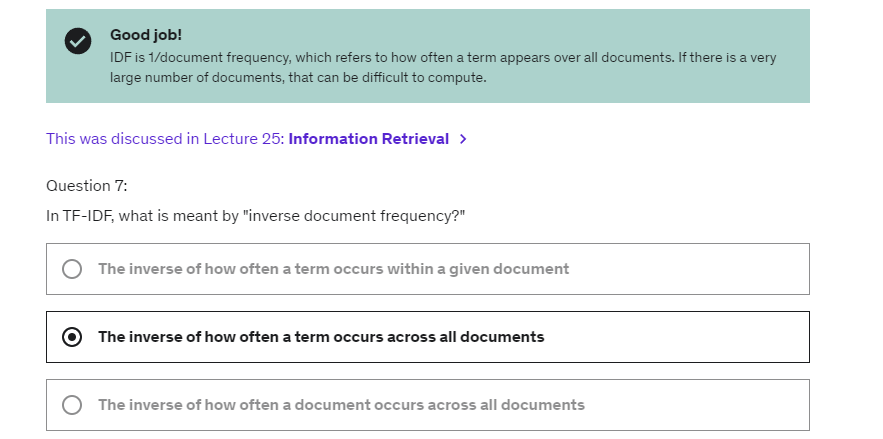 Good job!
IDF is 1/document frequency, which refers to how often a term appears over all documents. If there is a very
large number of documents, that can be difficult to compute.
This was discussed in Lecture 25: Information Retrieval >
Question 7:
In TF-IDF, what is meant by "inverse document frequency?"
The inverse of how often a term occurs within a given document
The inverse of how often a term occurs across all documents
The inverse of how often a document occurs across all documents